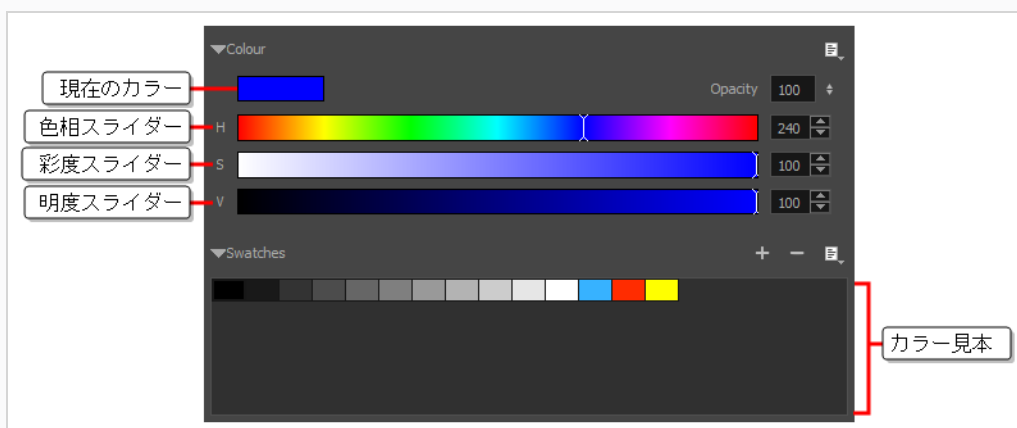 Colour
現在のカラー
Opacity 100
色相スライダー H 240
彩度スライダー S 100
明度スライダー V 100
Swatches
カラー見本